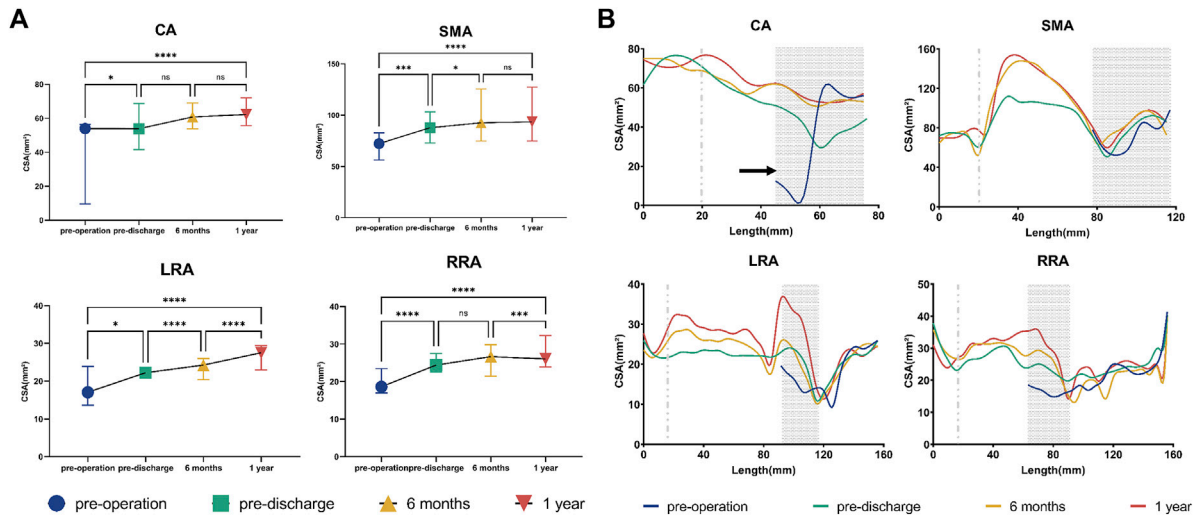 A
CA
****
*
ns
ns
CSA(mm²)
80
60
40
20
0
pre-operation
pre-discharge
6 months
1 year
SMA
****
***
*
ns
CSA(mm²)
150
100
50
0
pre-operation
pre-discharge
6 months
1 year
LRA
****
*
****
****
CSA(mm²)
40
30
20
10
0
pre-operation
pre-discharge
6 months
1 year
RRA
****
****
ns
***
CSA(mm²)
40
30
20
10
0
pre-operation
pre-discharge
6 months
1 year
pre-operation
pre-discharge
6 months
1 year
B
CA
CSA(mm²)
80
60
40
20
0
0 20 40 60 80
Length(mm)
SMA
CSA(mm²)
160
120
80
40
0
0 40 80 120
Length(mm)
LRA
CSA(mm²)
40
30
20
10
0
0 40 80 120 160
Length(mm)
RRA
CSA(mm²)
50
40
30
20
10
0
0 40 80 120 160
Length(mm)
pre-operation
pre-discharge
6 months
1 year